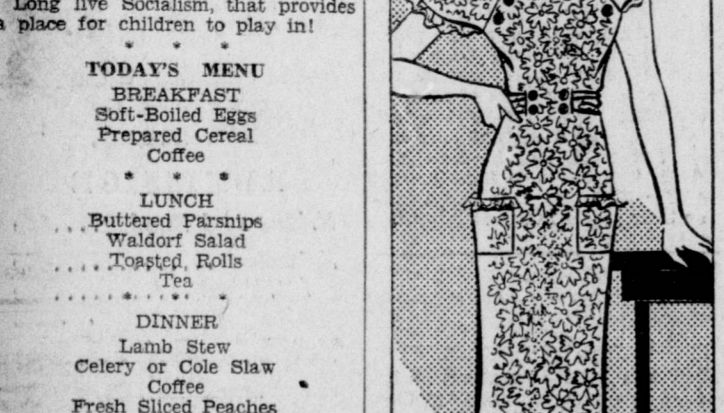 Long live Socialism, that provides
a place for children to play in!
* * *
TODAY'S MENU
BREAKFAST
Soft-Boiled Eggs
Prepared Cereal
Coffee
* * *
LUNCH
Buttered Parsnips
Waldorf Salad
Toasted Rolls
Tea
* * *
DINNER
Lamb Stew
Celery or Cole Slaw
Coffee
Fresh Sliced Peaches